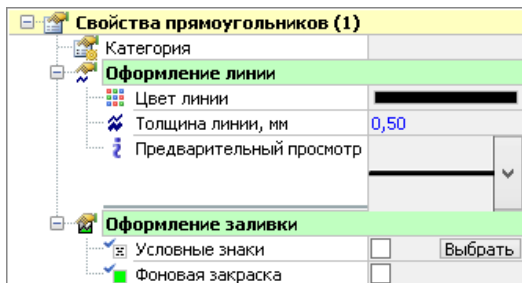 Свойства прямоугольников (1)
Категория
Оформление линии
Цвет линии
Толщина линии, мм 0,50
Предварительный просмотр
Оформление заливки
Условные знаки Выбрать
Фоновая закраска